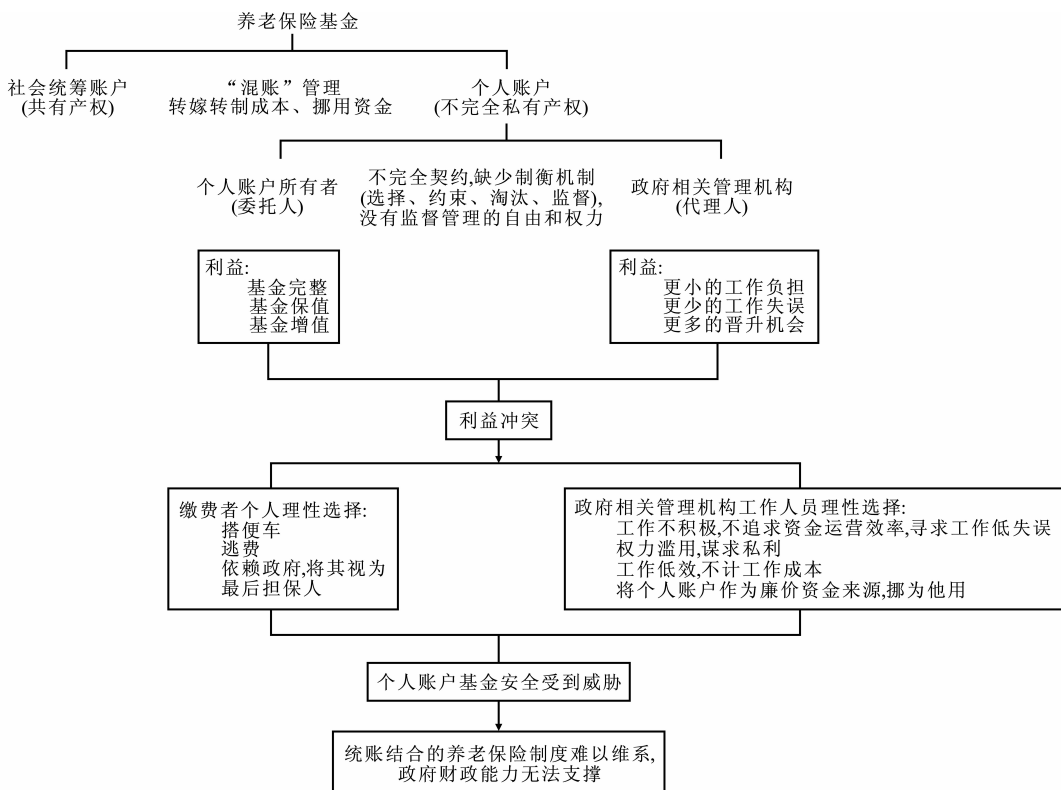 养老保险基金
社会统筹账户
(共有产权)
“混账”管理
转嫁转制成本、挪用资金
个人账户
(不完全私有产权)
个人账户所有者
(委托人)
不完全契约,缺少制衡机制
(选择、约束、淘汰、监督),
没有监督管理的自由和权力
政府相关管理机构
(代理人)
利益:
基金完整
基金保值
基金增值
利益:
更小的工作负担
更少的工作失误
更多的晋升机会
利益冲突
缴费者个人理性选择:
搭便车
逃费
依赖政府,将其视为
最后担保人
政府相关管理机构工作人员理性选择:
工作不积极,不追求资金运营效率,寻求工作低失误
权力滥用,谋求私利
工作低效,不计工作成本
将个人账户作为廉价资金来源,挪为他用
个人账户基金安全受到威胁
统账结合的养老保险制度难以维系,
政府财政能力无法支撑